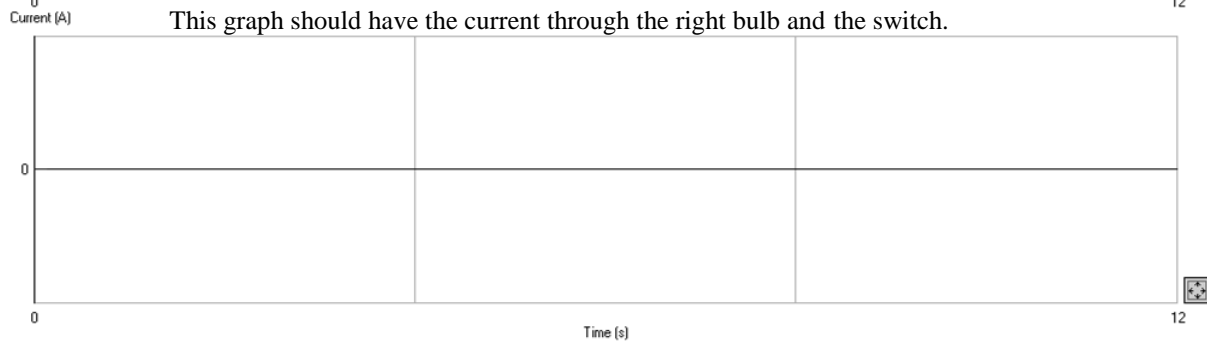 0 12
Current (A) This graph should have the current through the right bulb and the switch.
0
0 12
Time (s)